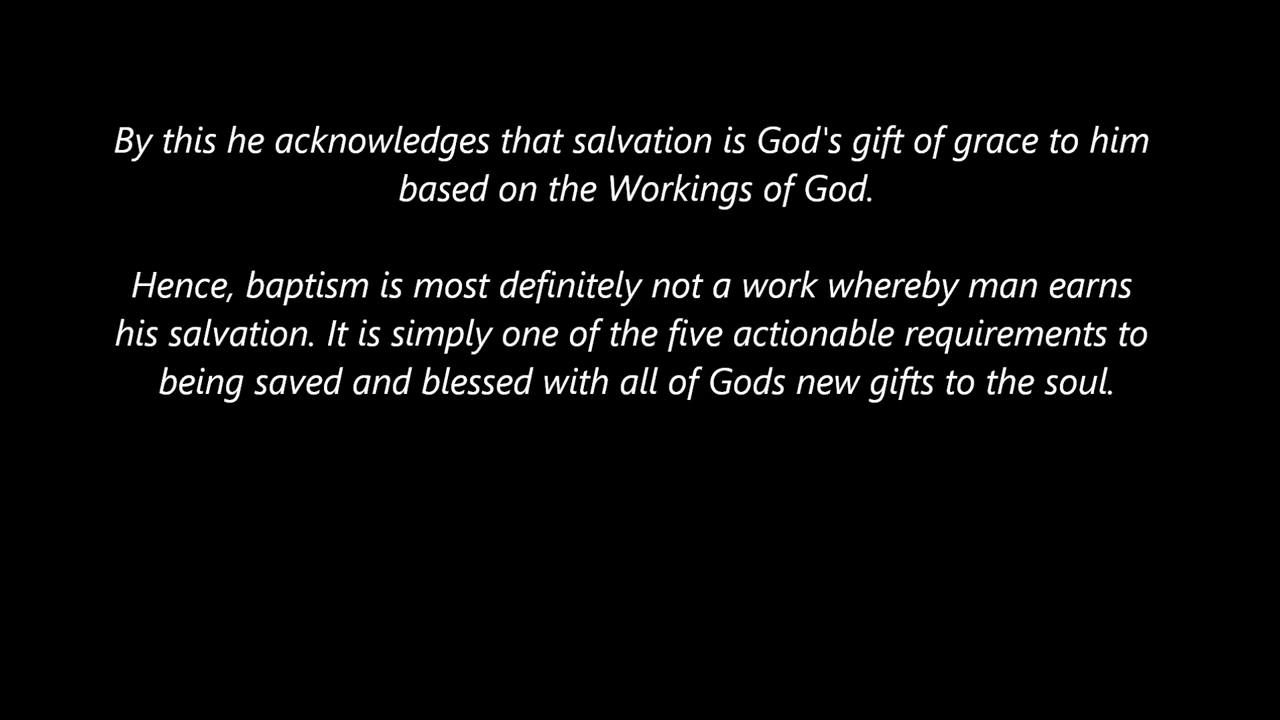 By this he acknowledges that salvation is God's gift of grace to him
based on the Workings of God.
Hence, baptism is most definitely not a work whereby man earns
his salvation. It is simply one of the five actionable requirements to
being saved and blessed with all of Gods new gifts to the soul.